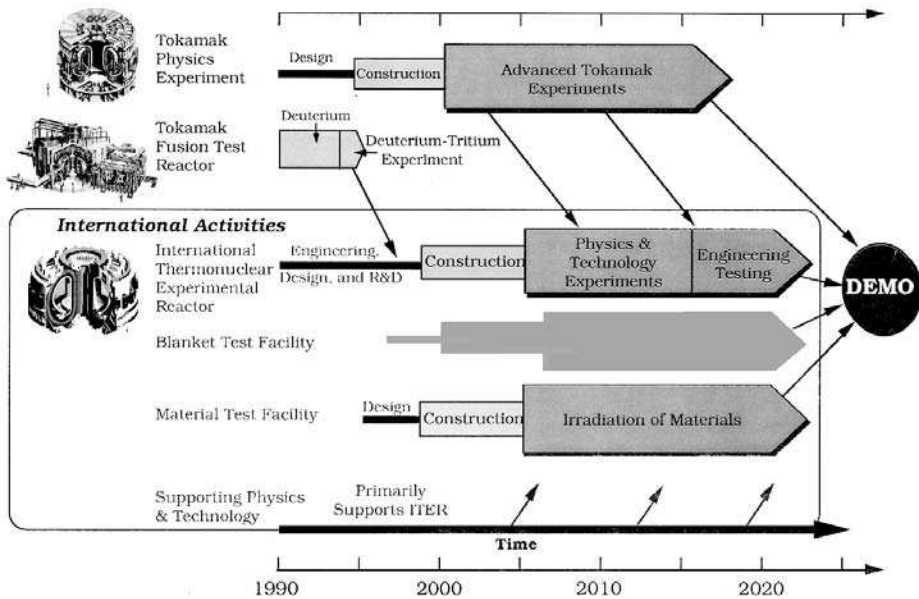 Tokamak
Physics
Experiment
Design
Construction
Advanced Tokamak
Experiments
Tokamak
Fusion Test
Reactor
Deuterium
Deuterium-Tritium
Experiment
International Activities
International
Thermonuclear
Experimental
Reactor
Engineering,
Design, and R&D
Construction
Physics &
Technology
Experiments
Engineering
Testing
DEMO
Blanket Test Facility
Material Test Facility
Design
Construction
Irradiation of Materials
Supporting Physics
& Technology
Primarily
Supports ITER
Time
1990
2000
2010
2020